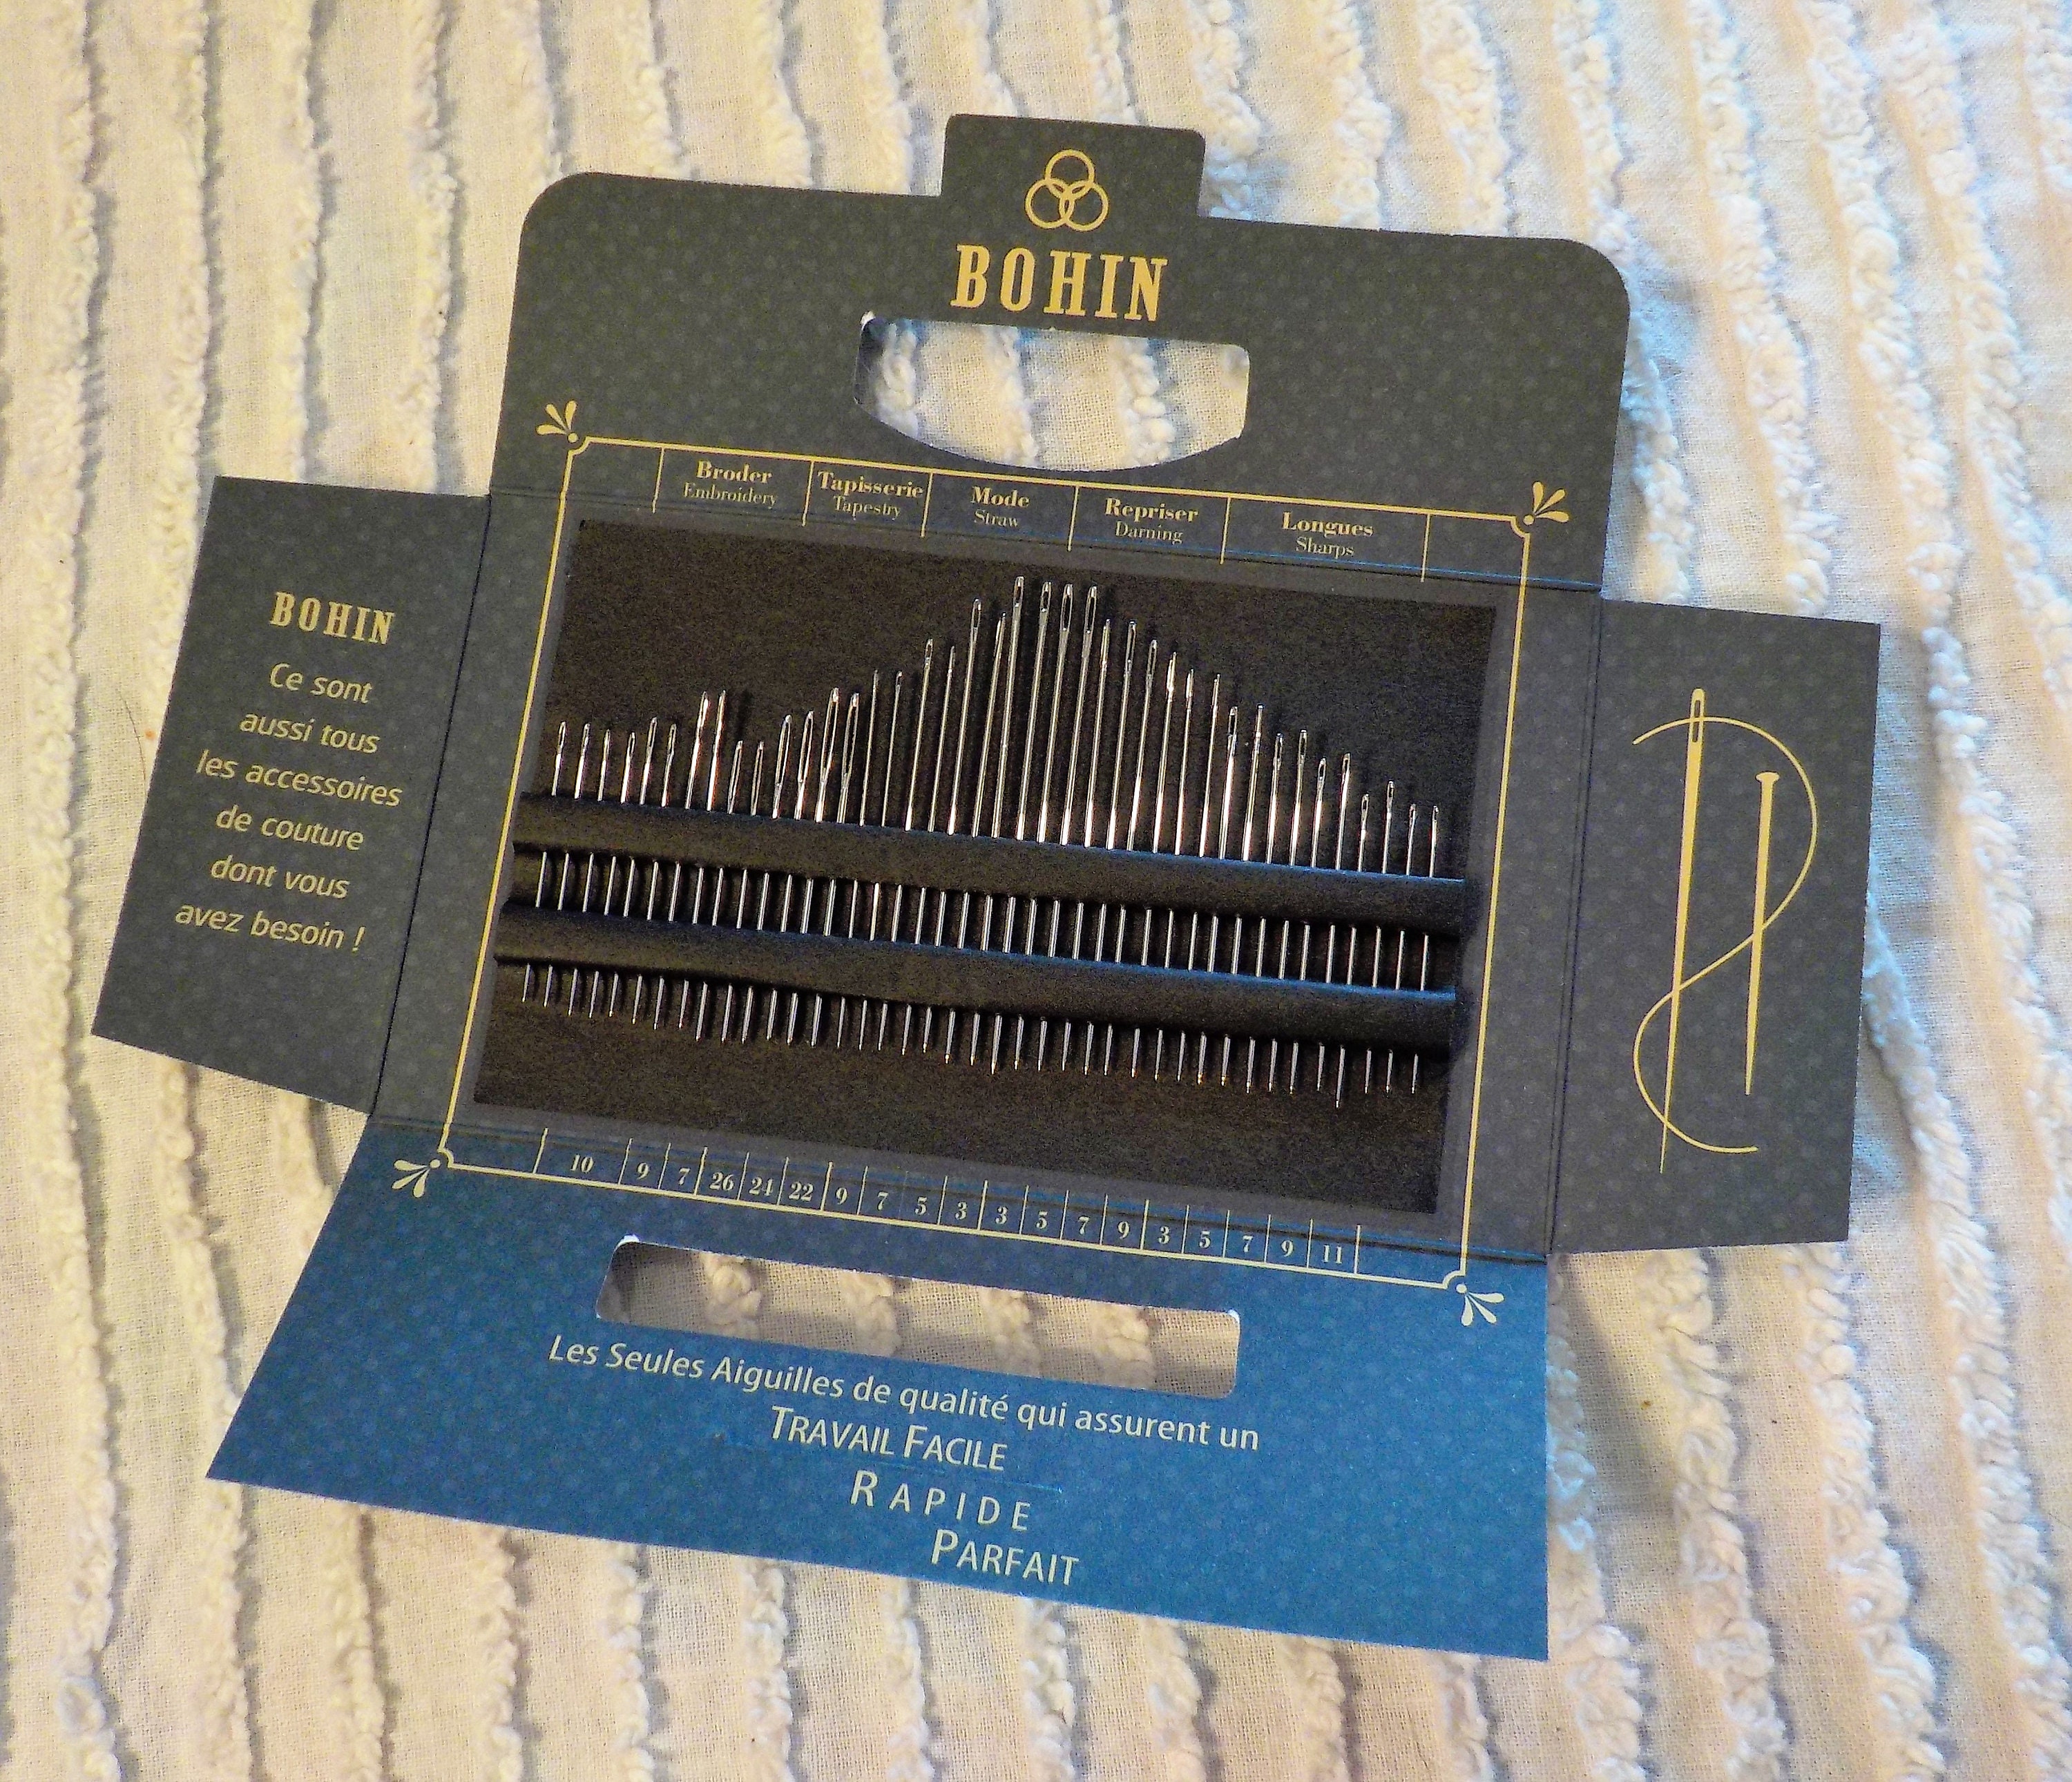 BOHIN
Broder
Embroidery
Tapisserie
Tapestry
Mode
Straw
Repriser
Darning
Longues
Sharps
BOHIN
Ce sont
aussi tous
les accessoires
de couture
dont vous
avez besoin !
10 9 7 26 24 22 9 7 5 3 3 5 7 9 3 5 7 9 11
Les Seules Aiguilles de qualité qui assurent un
TRAVAIL FACILE
RAPIDE
PARFAIT